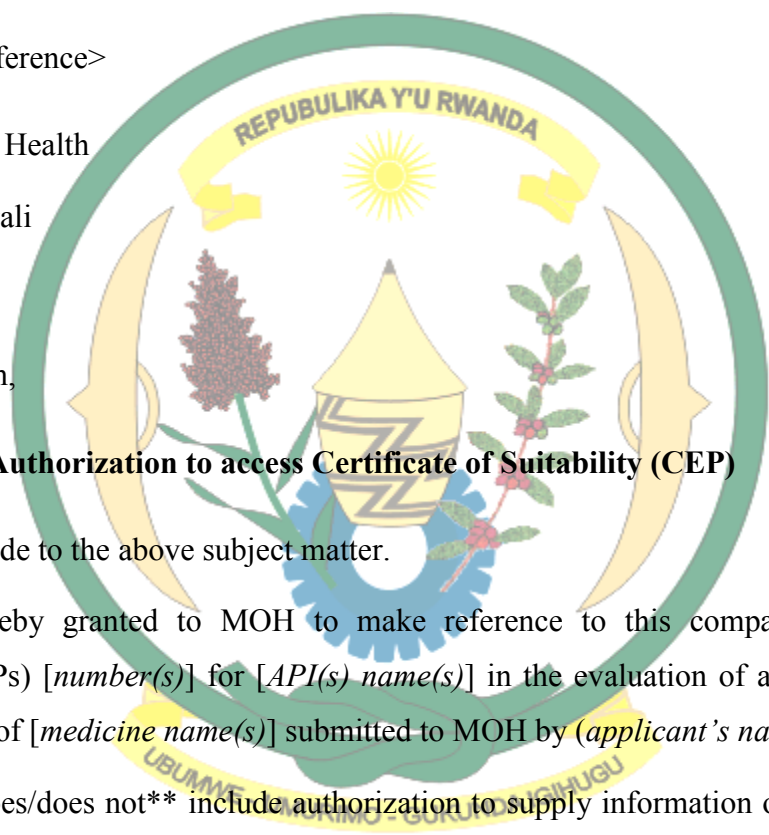 ference>
REPUBULIKA Y'U RWANDA
Health
ali
n,
Authorization to access Certificate of Suitability (CEP)
de to the above subject matter.
eby granted to MOH to make reference to this compa
Ps) [number(s)] for [API(s) name(s)] in the evaluation of a
of [medicine name(s)] submitted to MOH by (applicant's na
UBUMWE - UMURIMO - GUKUNDA IGIHUGU
es/does not** include authorization to supply information o